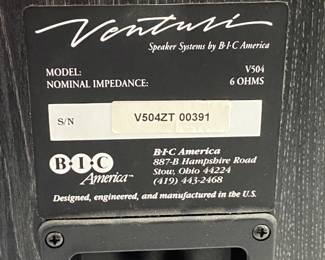 Venturi
Speaker Systems by B·I·C America
MODEL: V504
NOMINAL IMPEDANCE: 6 OHMS
S/N V504ZT 00391
B·I·C America
887-B Hampshire Road
Stow, Ohio 44224
(419) 443-2468
B·I·C
America™
Designed, engineered, and manufactured in the U.S.